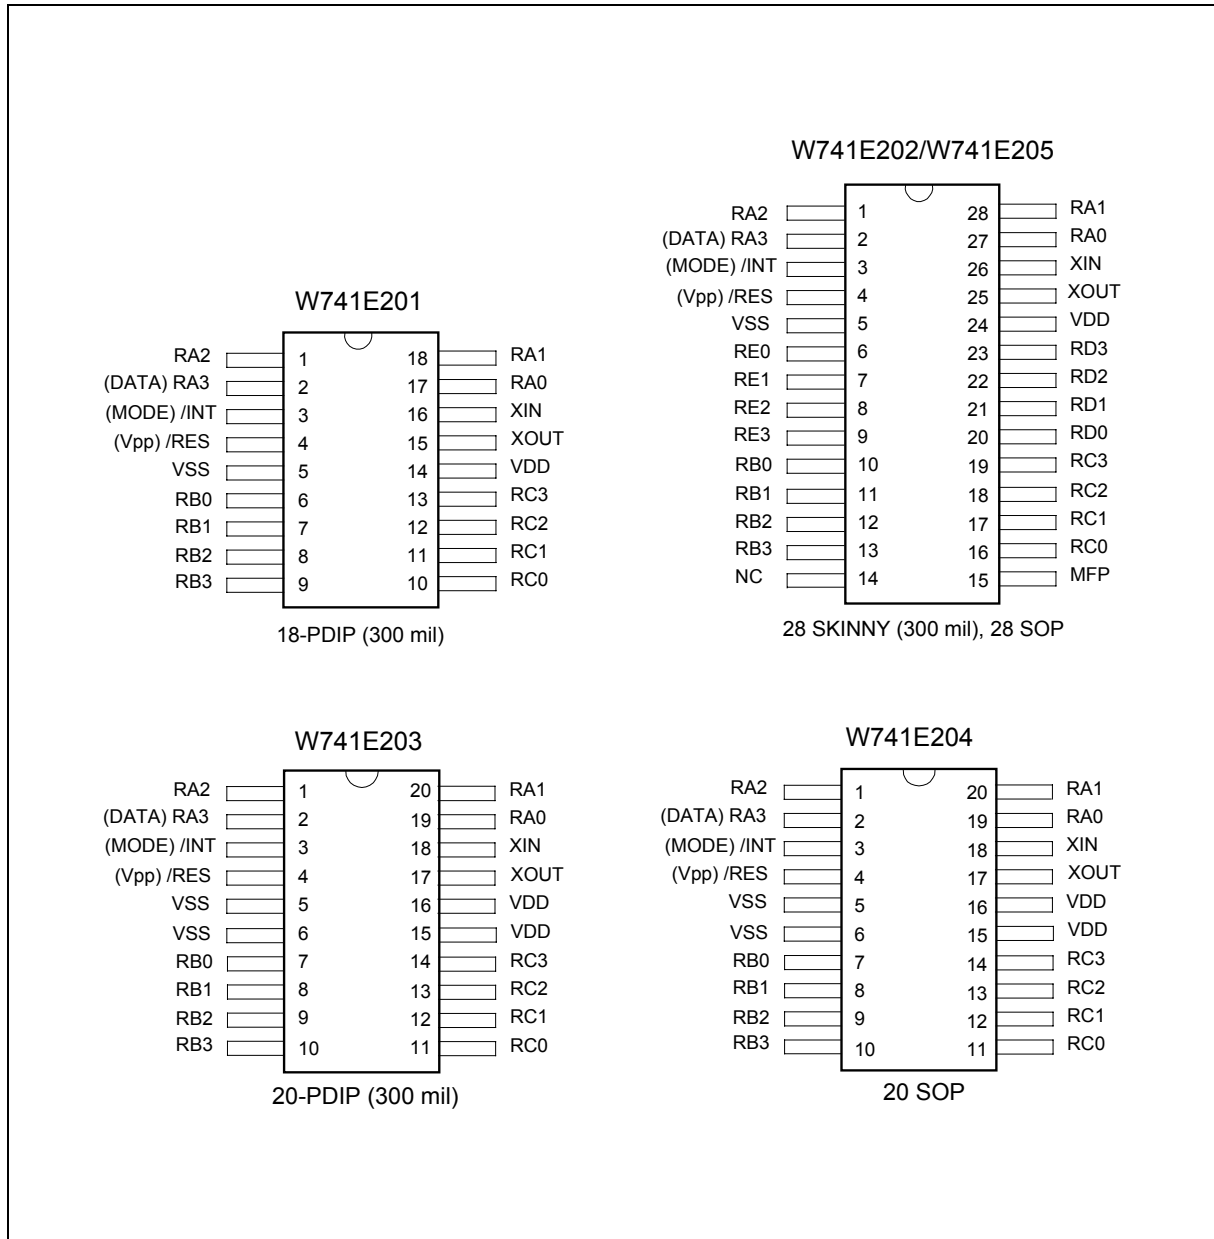 W741E202/W741E205
RA2 1 28 RA1
(DATA) RA3 2 27 RA0
(MODE) /INT 3 26 XIN
(Vpp) /RES 4 25 XOUT
VSS 5 24 VDD
RE0 6 23 RD3
RE1 7 22 RD2
RE2 8 21 RD1
RE3 9 20 RD0
RB0 10 19 RC3
RB1 11 18 RC2
RB2 12 17 RC1
RB3 13 16 RC0
NC 14 15 MFP
28 SKINNY (300 mil), 28 SOP
W741E201
RA2 1 18 RA1
(DATA) RA3 2 17 RA0
(MODE) /INT 3 16 XIN
(Vpp) /RES 4 15 XOUT
VSS 5 14 VDD
RB0 6 13 RC3
RB1 7 12 RC2
RB2 8 11 RC1
RB3 9 10 RC0
18-PDIP (300 mil)
W741E203
RA2 1 20 RA1
(DATA) RA3 2 19 RA0
(MODE) /INT 3 18 XIN
(Vpp) /RES 4 17 XOUT
VSS 5 16 VDD
VSS 6 15 VDD
RB0 7 14 RC3
RB1 8 13 RC2
RB2 9 12 RC1
RB3 10 11 RC0
20-PDIP (300 mil)
W741E204
RA2 1 20 RA1
(DATA) RA3 2 19 RA0
(MODE) /INT 3 18 XIN
(Vpp) /RES 4 17 XOUT
VSS 5 16 VDD
VSS 6 15 VDD
RB0 7 14 RC3
RB1 8 13 RC2
RB2 9 12 RC1
RB3 10 11 RC0
20 SOP